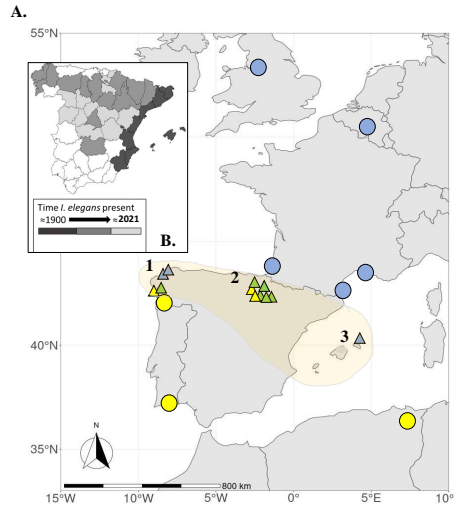 A.
55°N
Time I. elegans present
≈1900 ≈2021
B.
1
2
3
40°N
N
35°N
800 km
15°W 10°W 5°W 0° 5°E 10°